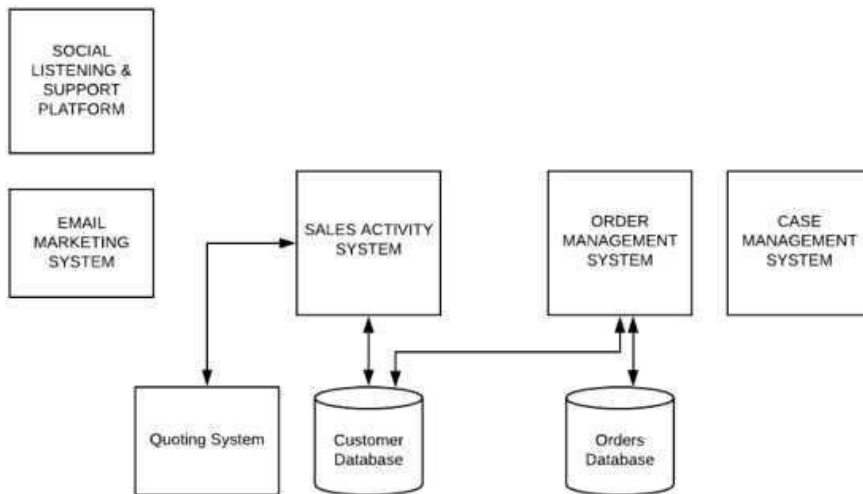 SOCIAL
LISTENING &
SUPPORT
PLATFORM
EMAIL
MARKETING
SYSTEM
SALES ACTIVITY
SYSTEM
ORDER
MANAGEMENT
SYSTEM
CASE
MANAGEMENT
SYSTEM
Quoting System
Customer
Database
Orders
Database